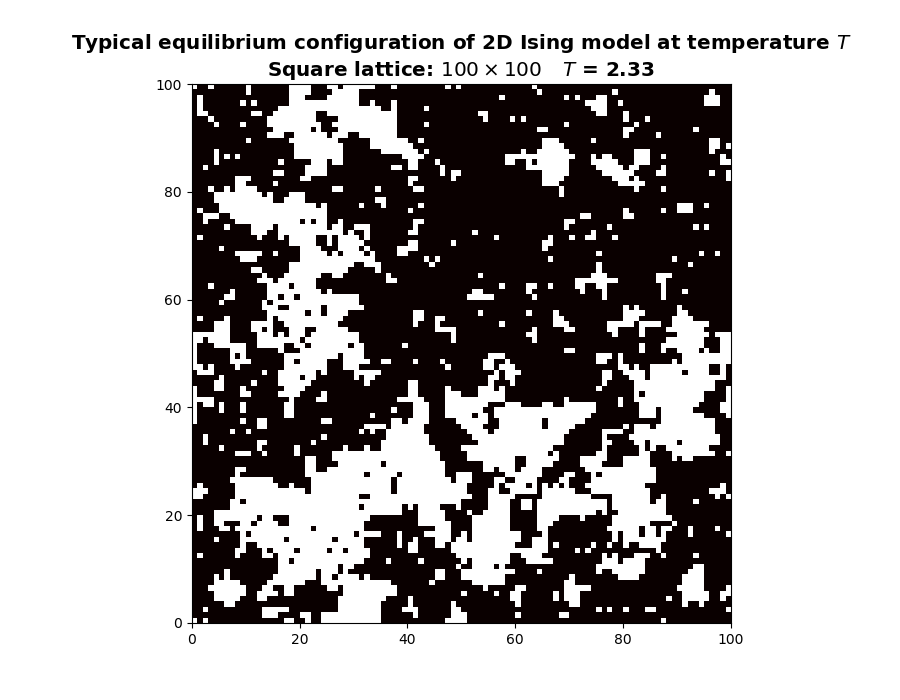 Typical equilibrium configuration of 2D Ising model at temperature T
Square lattice: 100 × 100 T = 2.33
100
80
60
40
20
0
0 20 40 60 80 100